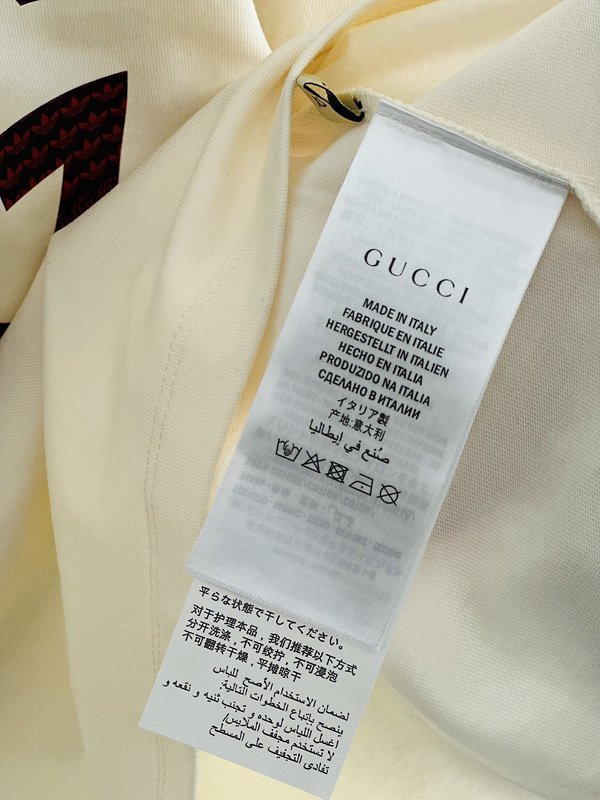 GUCCI
MADE IN ITALY
FABRIQUE EN ITALIE
HERGESTELLT IN ITALIEN
HECHO EN ITALIA
PRODUZIDO NA ITALIA
СДЕЛАНО В ИТАЛИИ
イタリア製
产地:意大利
صُنع في إيطاليا
平らな状態で干してください。
对于护理本品，我们推荐以下方式
分开洗涤，不可绞拧，不可浸泡
不可翻转干燥，平摊晾干
لضمان الاستخدام الأصح للباس
ينصح باتباع الخطوات التالية:
اغسل اللباس لوحده و تجنب ثنيه و نقعه و
لا تستخدم مجفف الملابس/
تفادى التجفيف على المسطح